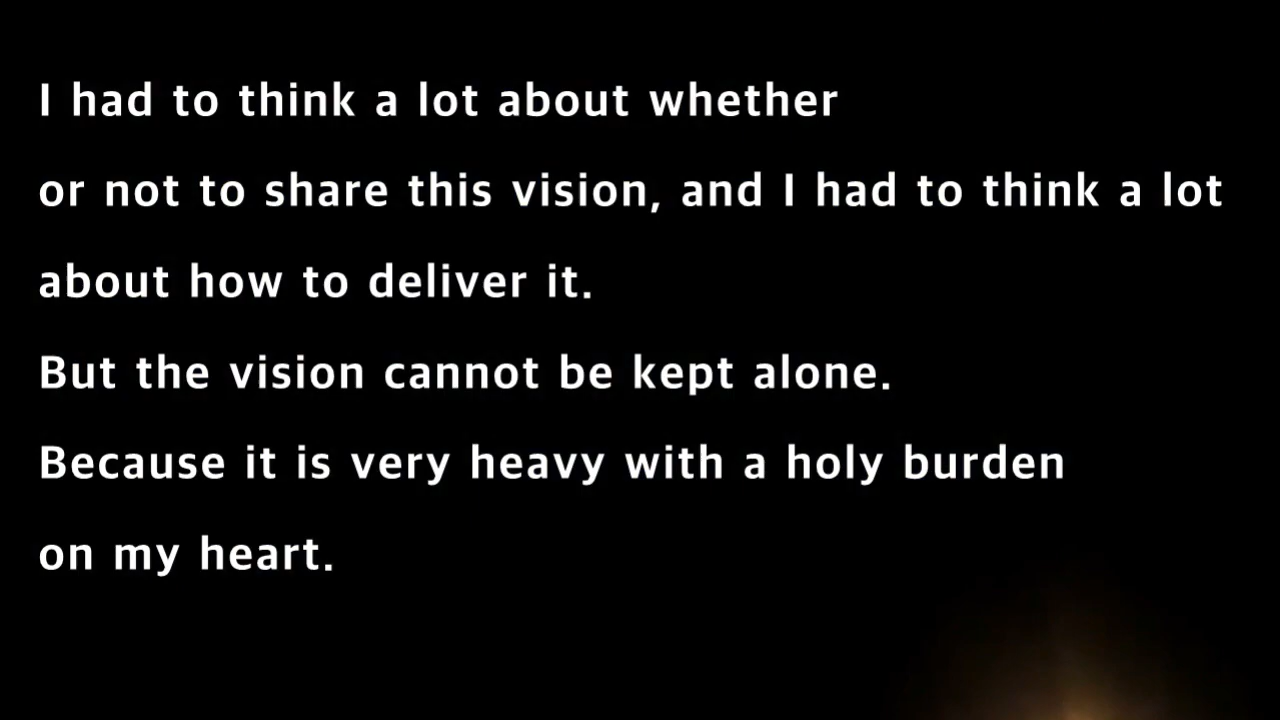 I had to think a lot about whether
or not to share this vision, and I had to think a lot
about how to deliver it.
But the vision cannot be kept alone.
Because it is very heavy with a holy burden
on my heart.